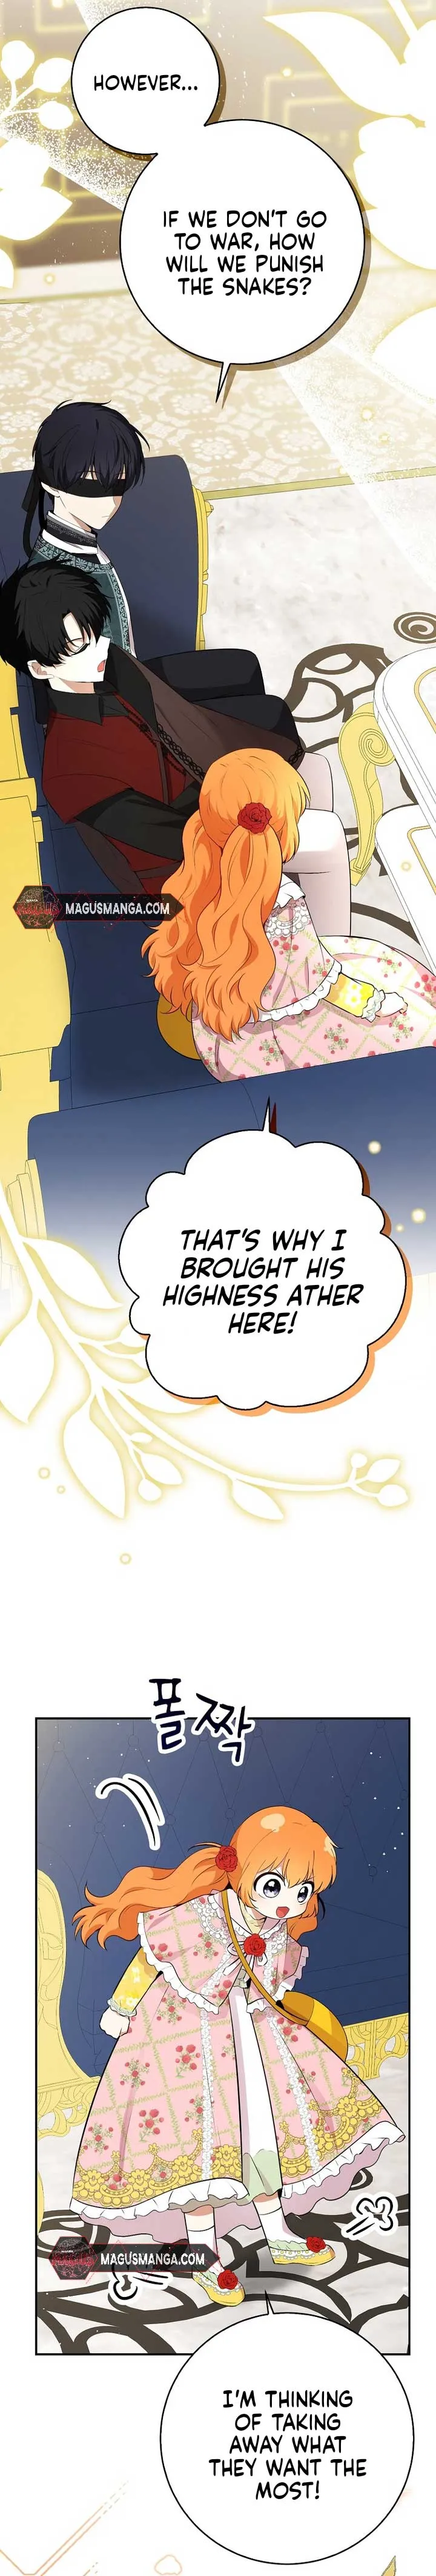 HOWEVER...
IF WE DON'T GO
TO WAR, HOW
WILL WE PUNISH
THE SNAKES?
MAGUSMANGA.COM
THAT'S WHY I
BROUGHT HIS
HIGHNESS ATHER
HERE!
폴짝
MAGUSMANGA.COM
I'M THINKING
OF TAKING
AWAY WHAT
THEY WANT THE
MOST!